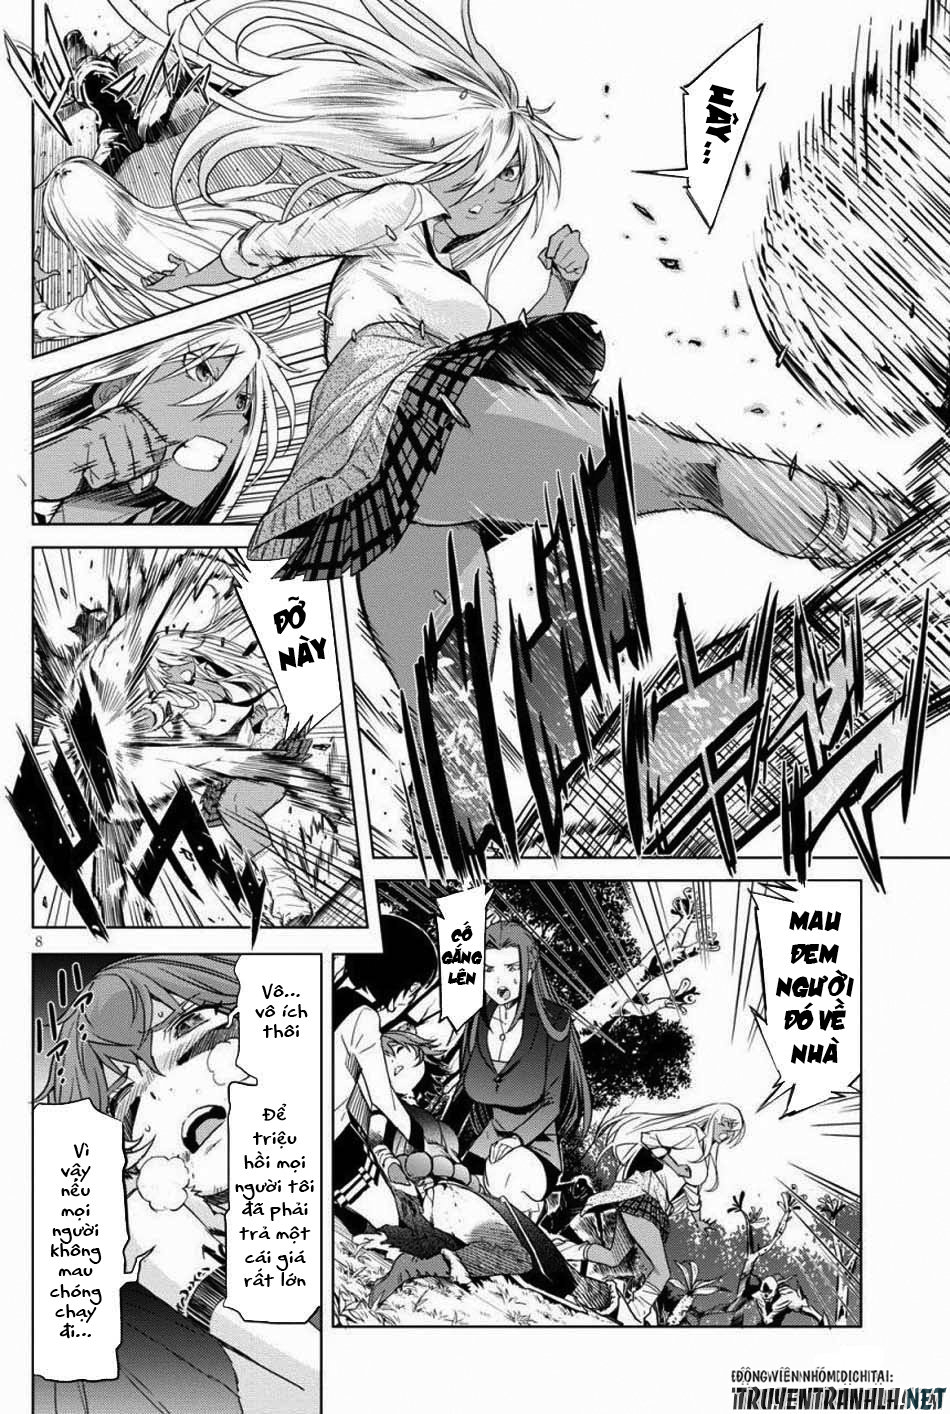 HÂY...
ĐỠ
NÀY
MAU
ĐEM
NGƯỜI
ĐÓ VỀ
NHÀ
CỐ
GẮNG
LÊN
8
Vô...
vô ích
thôi
Để
triệu
hồi mọi
người tôi
đã phải
trả một
cái giá
rất lớn
Vì
vậy nếu
mọi
người
không
mau
chóng
chạy
đi...
ĐỘNG VIÊN NHÓM DỊCH TẠI:
TRUYENTRANHLH.NET